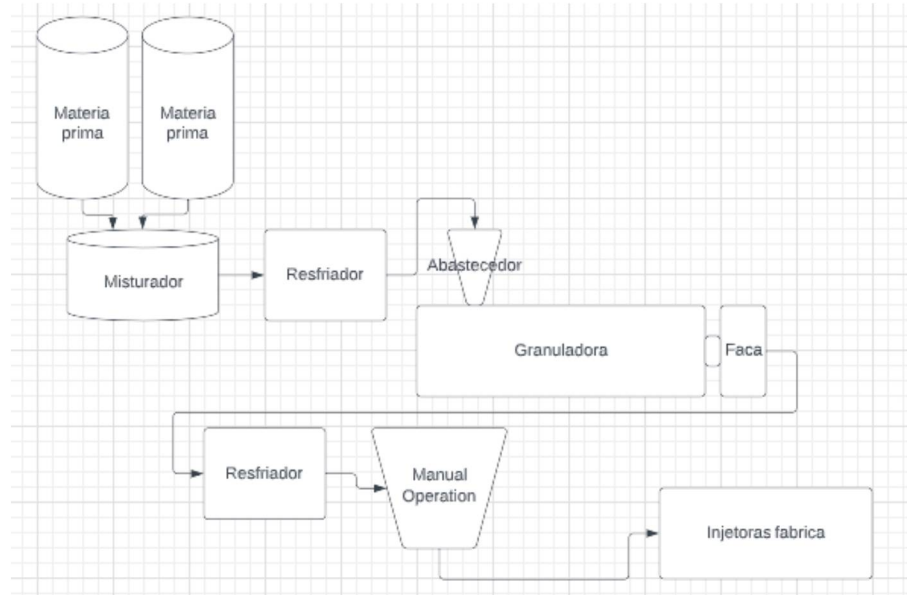 Materia
prima
Materia
prima
Misturador
Resfriador
Abastecedor
Granuladora
Faca
Resfriador
Manual
Operation
Injetoras fabrica